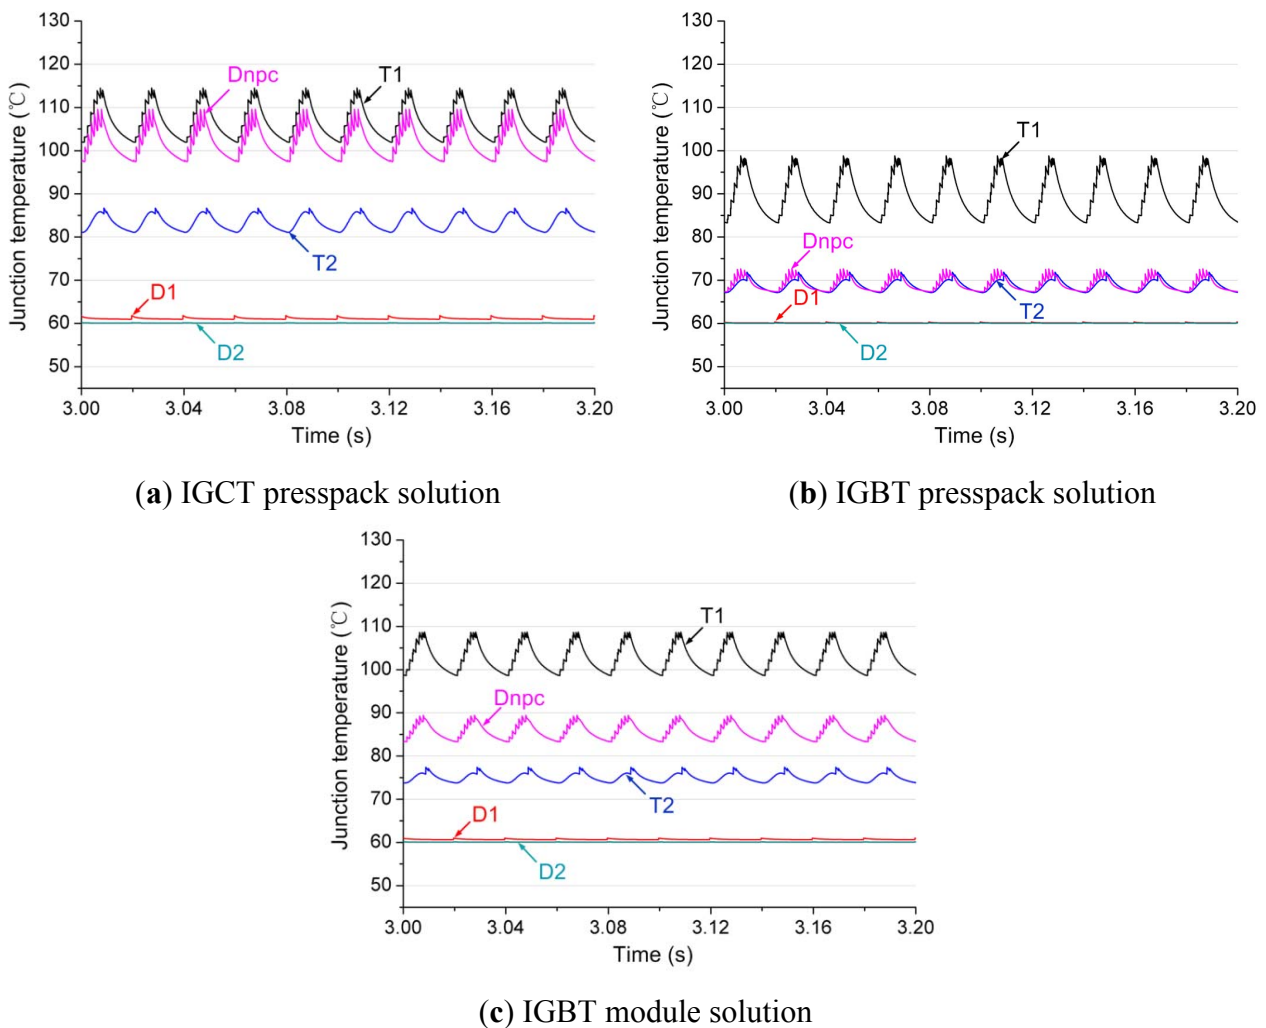 130
120
110
100
90
80
70
60
50
Junction temperature (℃)
Dnpc
T1
T2
D1
D2
3.00 3.04 3.08 3.12 3.16 3.20
Time (s)
(a) IGCT presspack solution
130
120
110
100
90
80
70
60
50
Junction temperature (℃)
T1
Dnpc
D1
T2
D2
3.00 3.04 3.08 3.12 3.16 3.20
Time (s)
(b) IGBT presspack solution
130
120
110
100
90
80
70
60
50
Junction temperature (℃)
T1
Dnpc
T2
D1
D2
3.00 3.04 3.08 3.12 3.16 3.20
Time (s)
(c) IGBT module solution